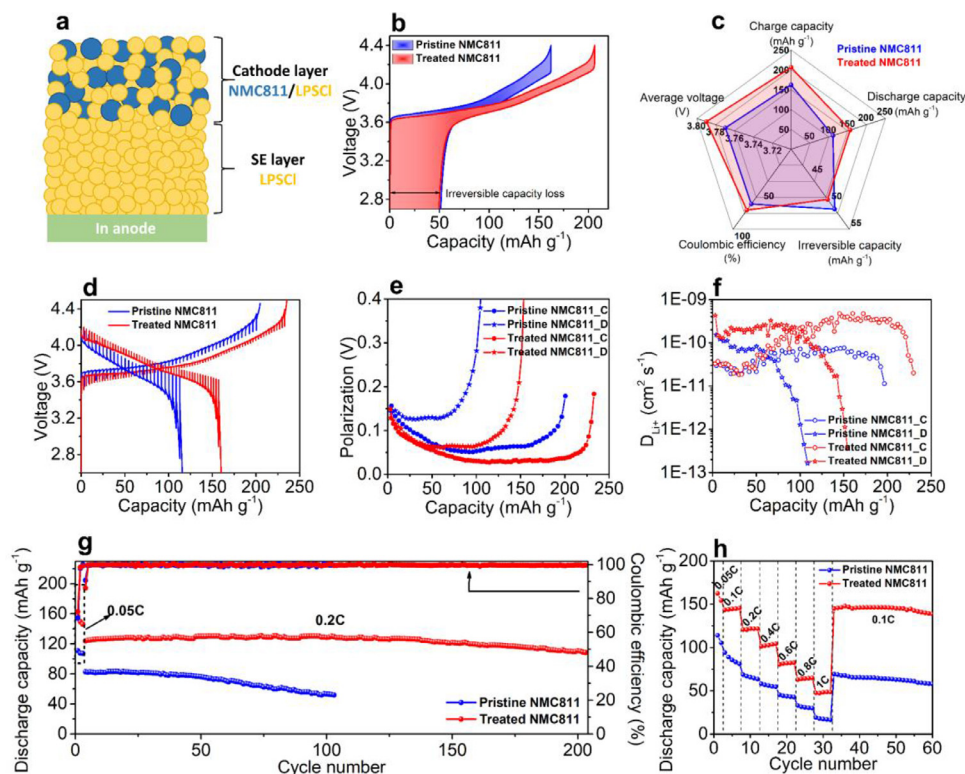 a
Cathode layer
NMC811/LPSCl
SE layer
LPSCl
In anode
b
Pristine NMC811
Treated NMC811
Voltage (V)
4.4
4.0
3.6
3.2
2.8
Irreversible capacity loss
0 50 100 150 200
Capacity (mAh g-1)
c
Charge capacity
(mAh g-1)
Pristine NMC811
Treated NMC811
250
200
150
100
50
Average voltage
(V)
3.80
3.78
3.76
3.74
3.72
Discharge capacity
(mAh g-1)
50
100
150
200
250
45
50
55
50
100
Coulombic efficiency
(%)
Irreversible capacity
(mAh g-1)
d
Pristine NMC811
Treated NMC811
Voltage (V)
4.4
4.0
3.6
3.2
2.8
0 50 100 150 200 250
Capacity (mAh g-1)
e
Pristine NMC811_C
Pristine NMC811_D
Treated NMC811_C
Treated NMC811_D
Polarization (V)
0.4
0.3
0.2
0.1
0.0
0 50 100 150 200 250
Capacity (mAh g-1)
f
DLi+ (cm2 s-1)
1E-09
1E-10
1E-11
1E-12
1E-13
Pristine NMC811_C
Pristine NMC811_D
Treated NMC811_C
Treated NMC811_D
0 50 100 150 200 250
Capacity (mAh g-1)
g
Discharge capacity (mAh g-1)
200
160
120
80
40
0
0.05C
0.2C
Pristine NMC811
Treated NMC811
Coulombic efficiency (%)
100
80
60
40
20
0
0 50 100 150 200
Cycle number
h
Discharge capacity (mAh g-1)
200
150
100
50
0
Pristine NMC811
Treated NMC811
0.05C
0.1C
0.2C
0.4C
0.6C
0.8C
1C
0.1C
0 10 20 30 40 50 60
Cycle number